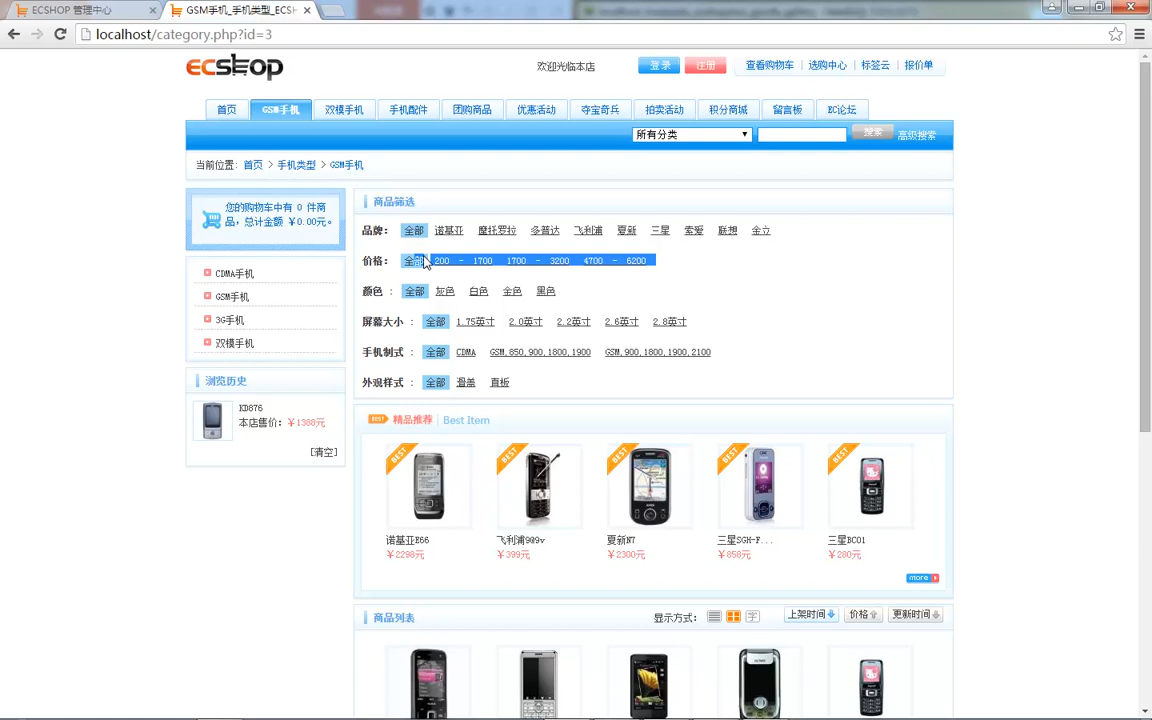 ECSHOP 管理中心
GSM手机_手机类型_ECSH
localhost/category.php?id=3
ecshop
欢迎光临本店
登录
注册
查看购物车 | 选购中心 | 标签云 | 报价单
首页 GSM手机 双模手机 手机配件 团购商品 优惠活动 夺宝奇兵 拍卖活动 积分商城 留言板 EC论坛
所有分类 搜索 高级搜索
当前位置: 首页 > 手机类型 > GSM手机
您的购物车中有 0 件商品，总计金额 ￥0.00元。
CDMA手机
GSM手机
3G手机
双模手机
浏览历史
KD876
本店售价：￥1388元
[清空]
商品筛选
品牌： 全部 诺基亚 摩托罗拉 多普达 飞利浦 夏新 三星 索爱 联想 金立
价格： 全部 200 - 1700 1700 - 3200 4700 - 6200
颜色 : 全部 灰色 白色 金色 黑色
屏幕大小 : 全部 1.75英寸 2.0英寸 2.2英寸 2.6英寸 2.8英寸
手机制式 : 全部 CDMA GSM,850,900,1800,1900 GSM,900,1800,1900,2100
外观样式 : 全部 滑盖 直板
BEST 精品推荐 | Best Item
BEST BEST BEST BEST BEST
诺基亚E66 飞利浦9@9v 夏新N7 三星SGH-F... 三星BC01
￥2298元 ￥399元 ￥2300元 ￥858元 ￥280元
more
商品列表
显示方式： 字 上架时间 价格 更新时间